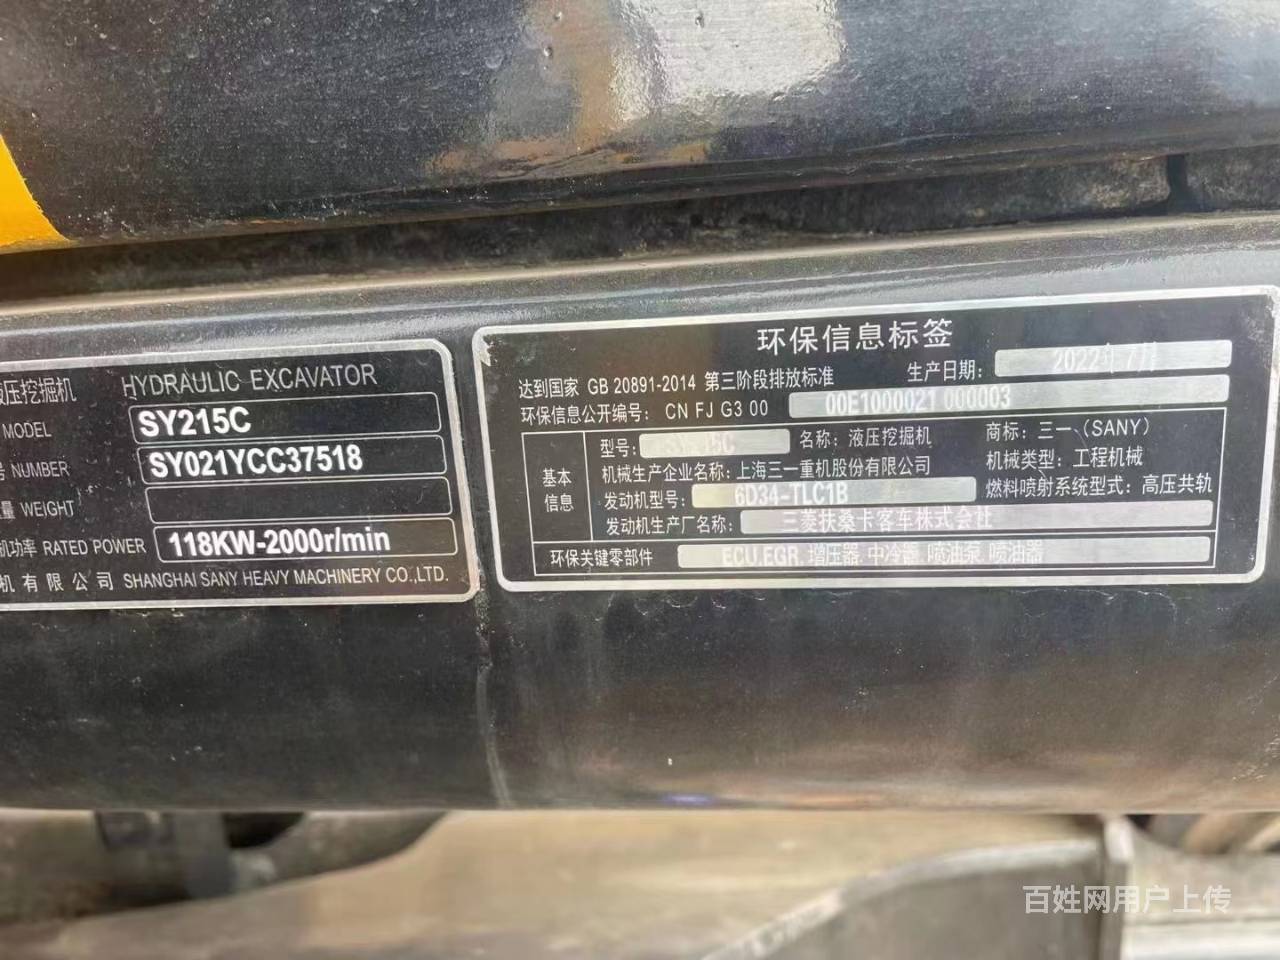 压挖掘机 HYDRAULIC EXCAVATOR
MODEL SY215C
NUMBER SY021YCC37518
量 WEIGHT
机功率 RATED POWER 118KW-2000r/min
机有限公司 SHANGHAI SANY HEAVY MACHINERY CO.,LTD.
环保信息标签
达到国家 GB 20891-2014 第三阶段排放标准 生产日期: 2022年7月
环保信息公开编号: CN FJ G3 00 00E1000021 000003
基本信息
型号: 名称: 液压挖掘机 商标: 三一 (SANY)
机械生产企业名称: 上海三一重机股份有限公司 机械类型: 工程机械
发动机型号: 6D34-TLC1B 燃料喷射系统型式: 高压共轨
发动机生产厂名称: 三菱扶桑卡客车株式会社
环保关键零部件 ECU.EGR. 增压器. 中冷器. 喷油泵. 喷油器
百姓网用户上传